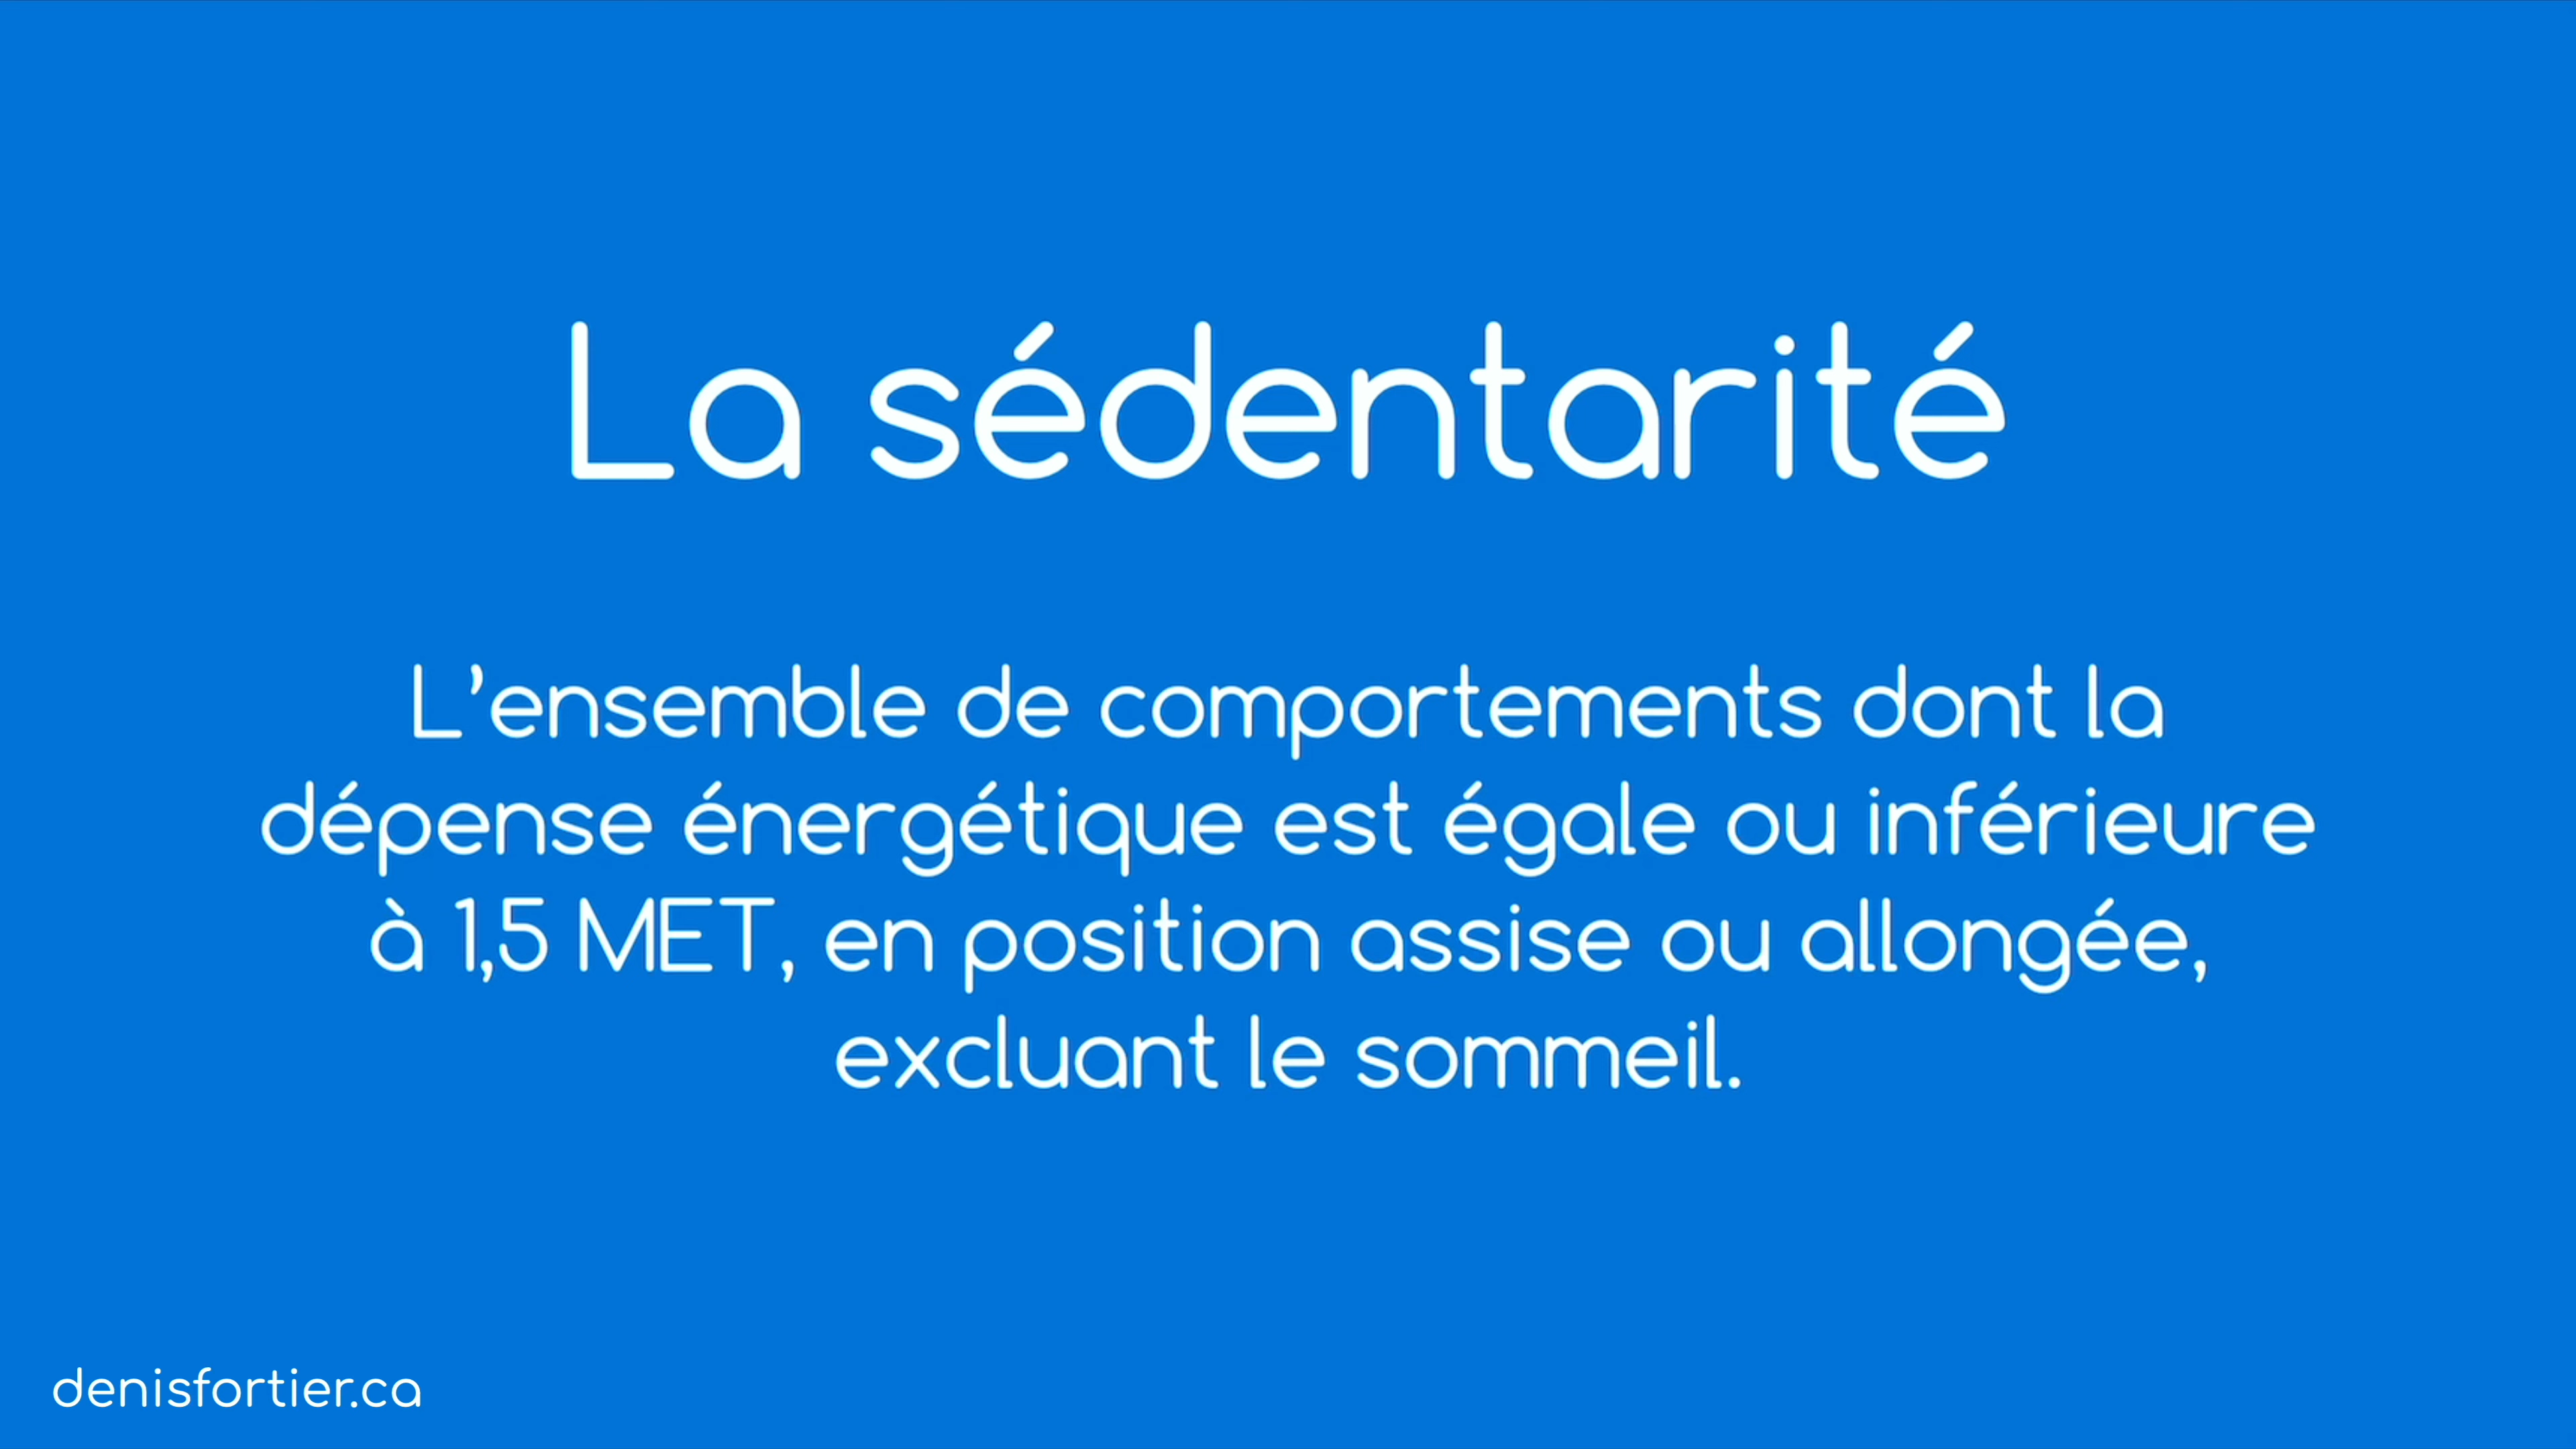 La sédentarité
L’ensemble de comportements dont la
dépense énergétique est égale ou inférieure
à 1,5 MET, en position assise ou allongée,
excluant le sommeil.
denisfortier.ca